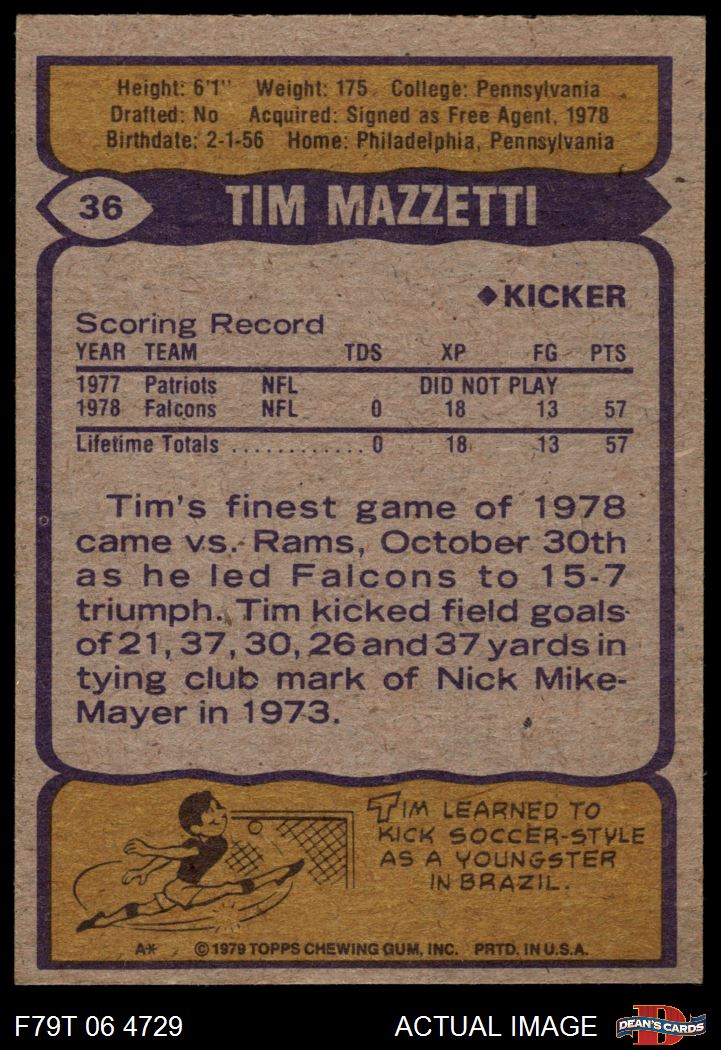 Height: 6'1" Weight: 175 College: Pennsylvania
Drafted: No Acquired: Signed as Free Agent, 1978
Birthdate: 2-1-56 Home: Philadelphia, Pennsylvania
36 TIM MAZZETTI
◆KICKER
Scoring Record
YEAR TEAM TDS XP FG PTS
1977 Patriots NFL DID NOT PLAY
1978 Falcons NFL 0 18 13 57
Lifetime Totals ............ 0 18 13 57
Tim's finest game of 1978
came vs. Rams, October 30th
as he led Falcons to 15-7
triumph. Tim kicked field goals
of 21, 37, 30, 26 and 37 yards in
tying club mark of Nick Mike-
Mayer in 1973.
TIM LEARNED TO
KICK SOCCER-STYLE
AS A YOUNGSTER
IN BRAZIL.
A* © 1979 TOPPS CHEWING GUM, INC. PRTD. IN U.S.A.
F79T 06 4729 ACTUAL IMAGE D DEAN'S CARDS